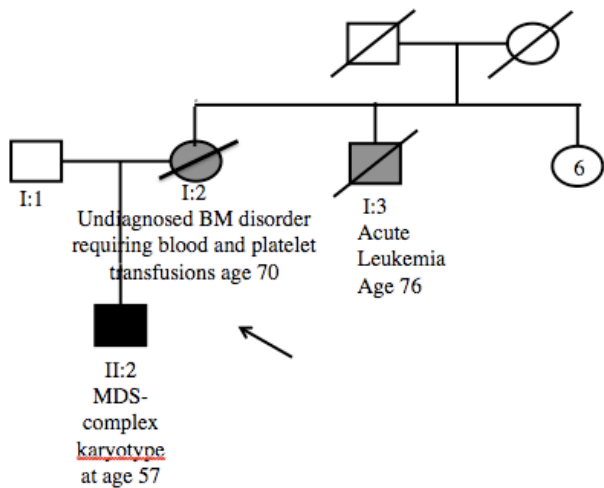 6
I:1
I:2
Undiagnosed BM disorder
requiring blood and platelet
transfusions age 70
I:3
Acute
Leukemia
Age 76
II:2
MDS-
complex
karyotype
at age 57